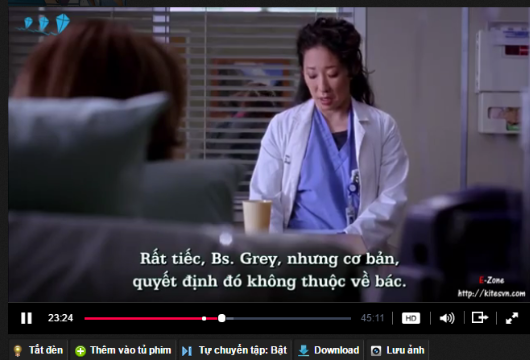 Rất tiếc, Bs. Grey, nhưng cơ bản,
quyết định đó không thuộc về bác.
E-Zone
http://kitesvn.com
23:24
45:11
HD
Tắt đèn
Thêm vào tủ phim
Tự chuyển tập: Bật
Download
Lưu ảnh